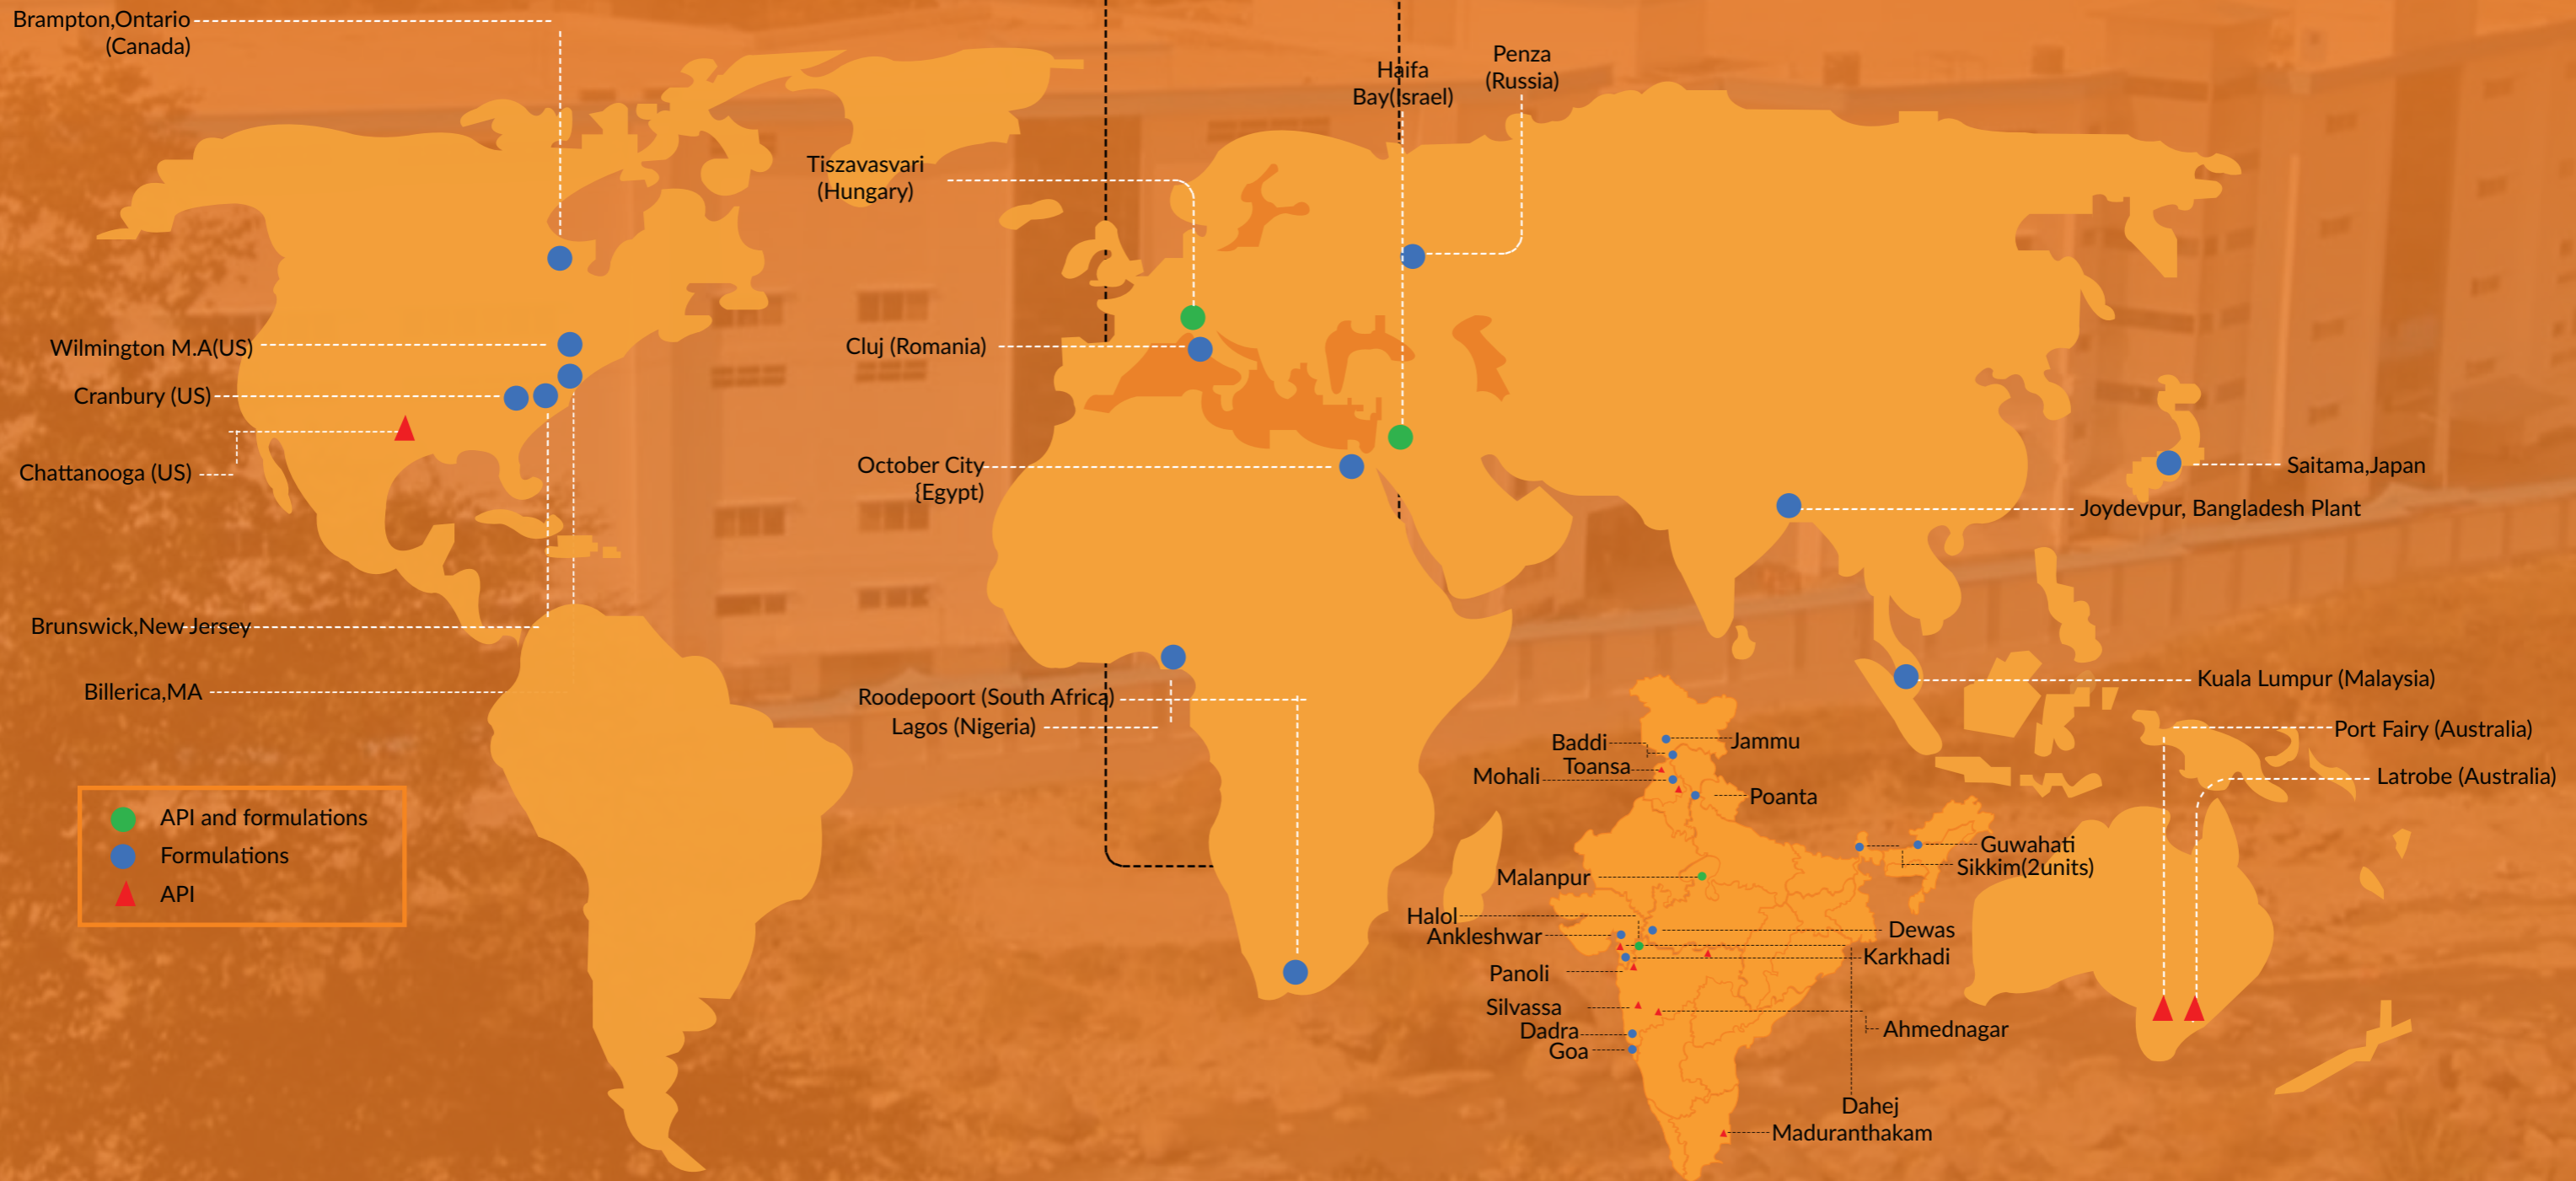 Brampton,Ontario
(Canada)
Haifa
Bay(Israel)
Penza
(Russia)
Tiszavasvari
(Hungary)
Wilmington M.A(US)
Cluj (Romania)
Cranbury (US)
Chattanooga (US)
October City
{Egypt)
Saitama,Japan
Joydevpur, Bangladesh Plant
Brunswick,New Jersey
Billerica,MA
Roodepoort (South Africa)
Lagos (Nigeria)
Kuala Lumpur (Malaysia)
Port Fairy (Australia)
Latrobe (Australia)
Baddi
Jammu
Toansa
Mohali
Poanta
API and formulations
Formulations
API
Guwahati
Sikkim(2units)
Malanpur
Halol
Ankleshwar
Dewas
Karkhadi
Panoli
Silvassa
Dadra
Goa
Ahmednagar
Dahej
Maduranthakam